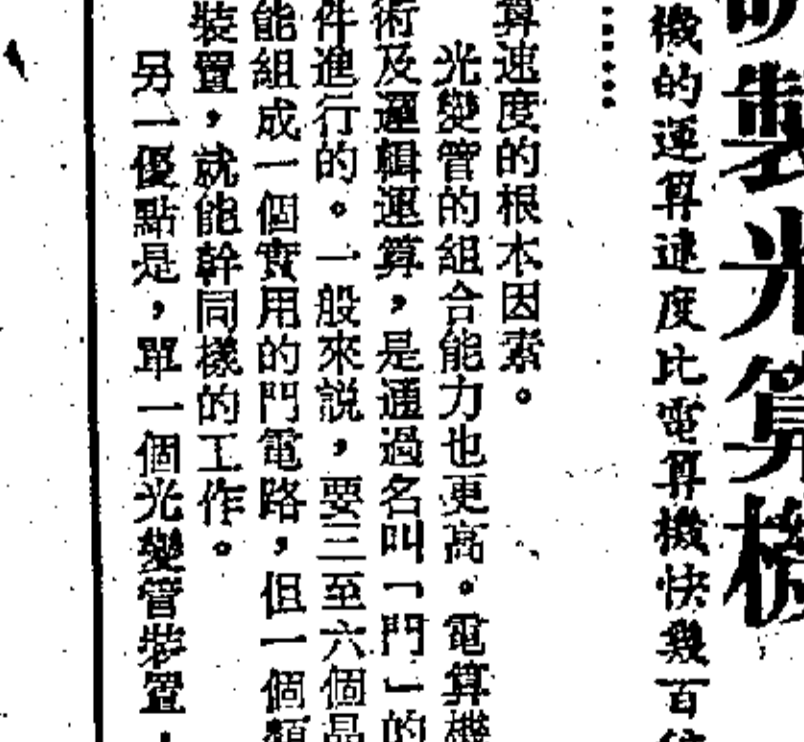 製光算機
機的運算速度比電算機快幾百
⋯⋯
算速度的根本因素。
光變管的組合能力也更高。電算機
術及邏輯運算,是通過名叫「門」的
件進行的。一般來説,要三至六個晶
能組成一個實用的門電路,但一個類
裝置,就能幹同樣的工作。
另一優點是,單一個光變管裝置,